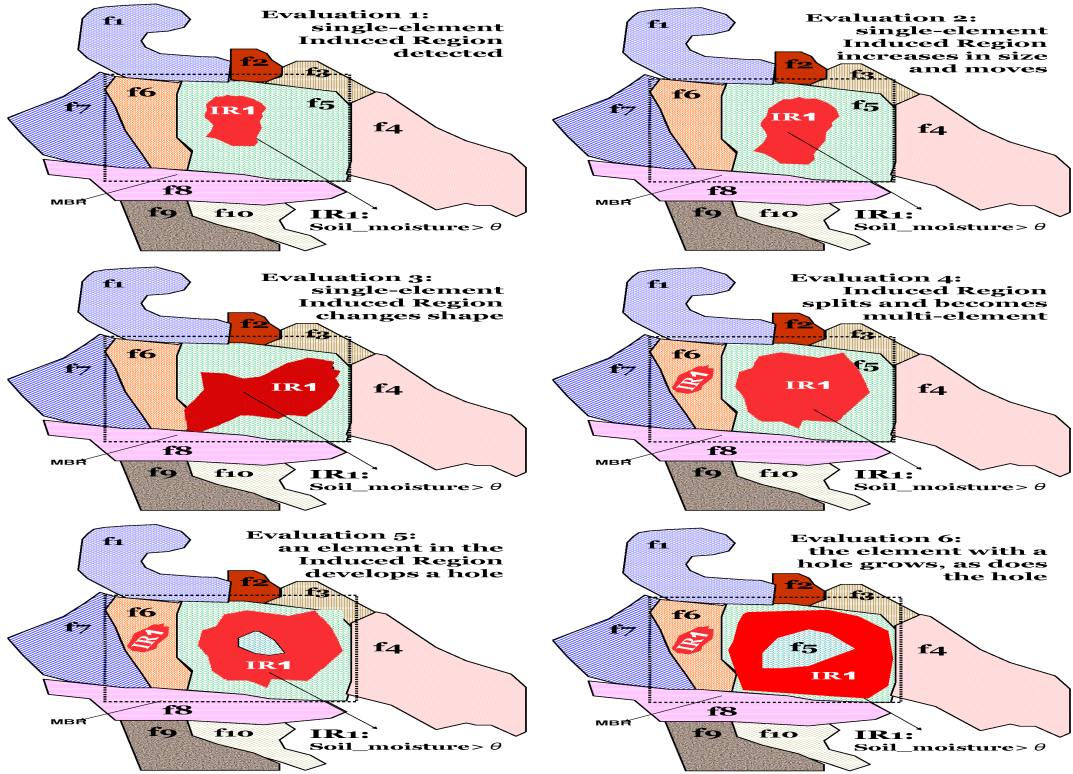 Evaluation 1:
single-element
Induced Region
detected
f1
f2
f3
f6
f7
IR1
f5
f4
f8
MBR
f9
f10
IR1:
Soil_moisture> θ
Evaluation 2:
single-element
Induced Region
increases in size
and moves
f1
f2
f3
f6
f7
IR1
f5
f4
f8
MBR
f9
f10
IR1:
Soil_moisture> θ
Evaluation 3:
single-element
Induced Region
changes shape
f1
f2
f3
f6
f7
IR1
f4
f8
MBR
f9
f10
IR1:
Soil_moisture> θ
Evaluation 4:
Induced Region
splits and becomes
multi-element
f1
f2
f3
f6
f7
IR1
IR1
f5
f4
f8
MBR
f9
f10
IR1:
Soil_moisture> θ
Evaluation 5:
an element in the
Induced Region
develops a hole
f1
f2
f6
f7
IR1
IR1
f4
f8
MBR
f9
f10
IR1:
Soil_moisture> θ
Evaluation 6:
the element with a
hole grows, as does
the hole
f1
f2
f3
f6
f7
IR1
f5
IR1
f4
f8
MBR
f9
f10
IR1:
Soil_moisture> θ